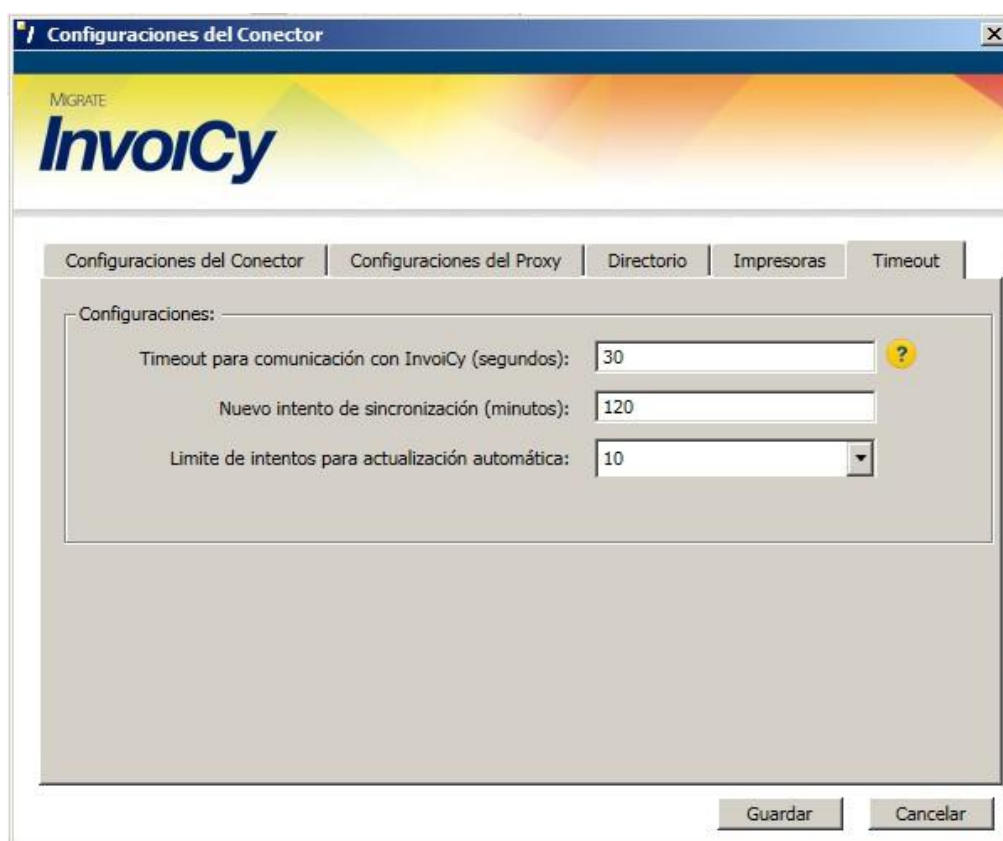 Configuraciones del Conector
MIGRATE
InvoiCy
Configuraciones del Conector Configuraciones del Proxy Directorio Impresoras Timeout
Configuraciones:
Timeout para comunicación con InvoiCy (segundos): 30 ?
Nuevo intento de sincronización (minutos): 120
Limite de intentos para actualización automática: 10
Guardar Cancelar